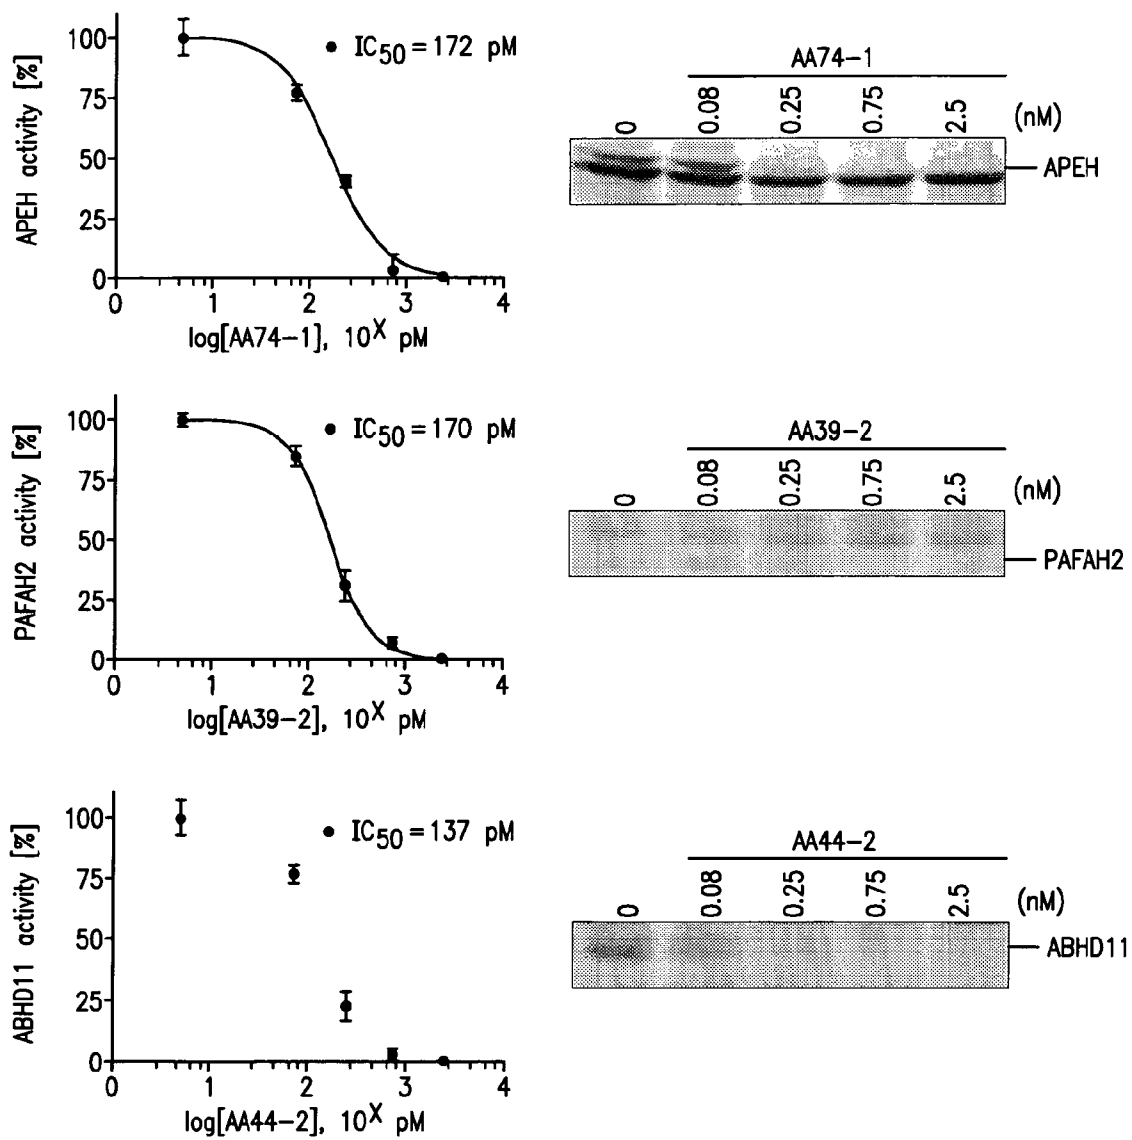 APEH activity [%]
100
75
50
25
0
IC50=172 pM
0 1 2 3 4
log[AA74-1], 10X pM
AA74-1
0 0.08 0.25 0.75 2.5 (nM)
APEH
PAFAH2 activity [%]
100
75
50
25
0
IC50=170 pM
0 1 2 3 4
log[AA39-2], 10X pM
AA39-2
0 0.08 0.25 0.75 2.5 (nM)
PAFAH2
ABHD11 activity [%]
100
75
50
25
0
IC50=137 pM
0 1 2 3 4
log[AA44-2], 10X pM
AA44-2
0 0.08 0.25 0.75 2.5 (nM)
ABHD11